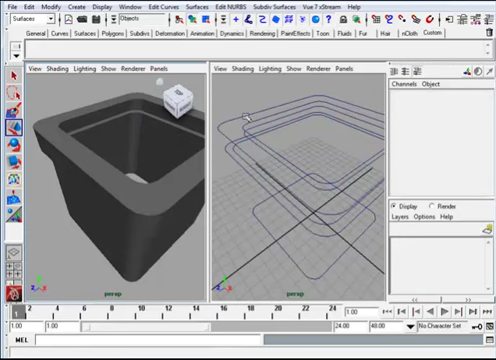 File Edit Modify Create Display Window Edit Curves Surfaces Edit NURBS Subdiv Surfaces Vue 7 xStream Help
Surfaces Objects
General Curves Surfaces Polygons Subdivs Deformation Animation Dynamics Rendering PaintEffects Toon Fluids Fur Hair nCloth Custom
View Shading Lighting Show Renderer Panels
View Shading Lighting Show Renderer Panels
Channels Object
persp
persp
Display Render
Layers Options Help
1 2 4 6 8 10 12 14 16 18 20 22 24 1.00
1.00 1.00 24.00 48.00 No Character Set
MEL